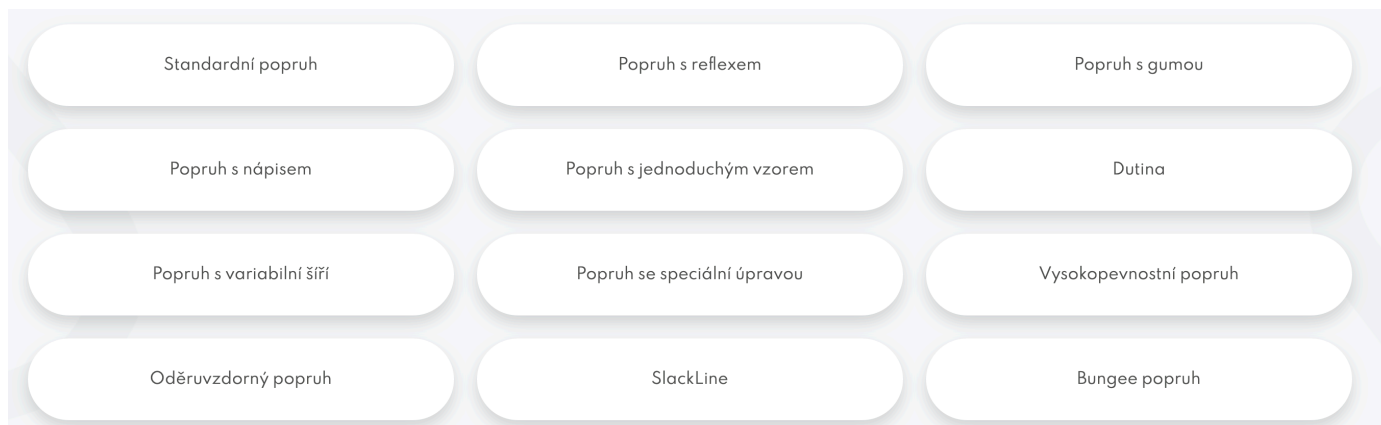 Standardní popruh
Popruh s reflexem
Popruh s gumou
Popruh s nápisem
Popruh s jednoduchým vzorem
Dutina
Popruh s variabilní šíří
Popruh se speciální úpravou
Vysokopevnostní popruh
Oděruvzdorný popruh
SlackLine
Bungee popruh